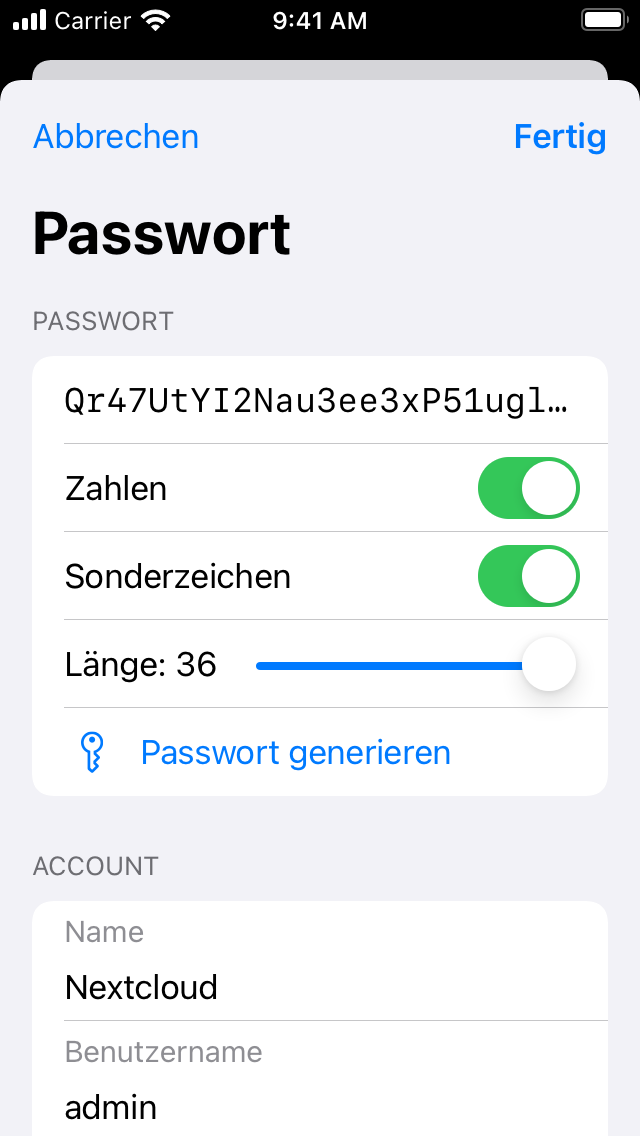 Carrier 9:41 AM
Abbrechen Fertig
Passwort
PASSWORT
Qr47UtYI2Nau3ee3xP51ugl…
Zahlen
Sonderzeichen
Länge: 36
Passwort generieren
ACCOUNT
Name
Nextcloud
Benutzername
admin